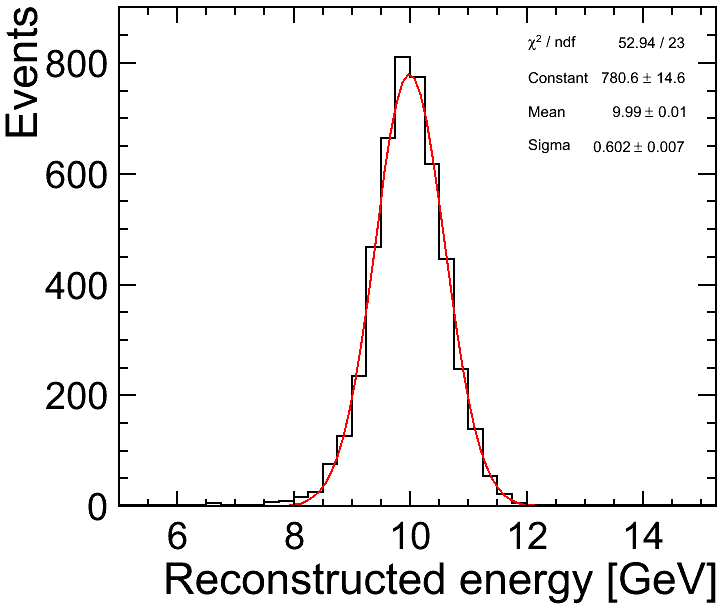 Events
χ² / ndf 52.94 / 23
Constant 780.6 ± 14.6
Mean 9.99 ± 0.01
Sigma 0.602 ± 0.007
800
600
400
200
0
6 8 10 12 14
Reconstructed energy [GeV]